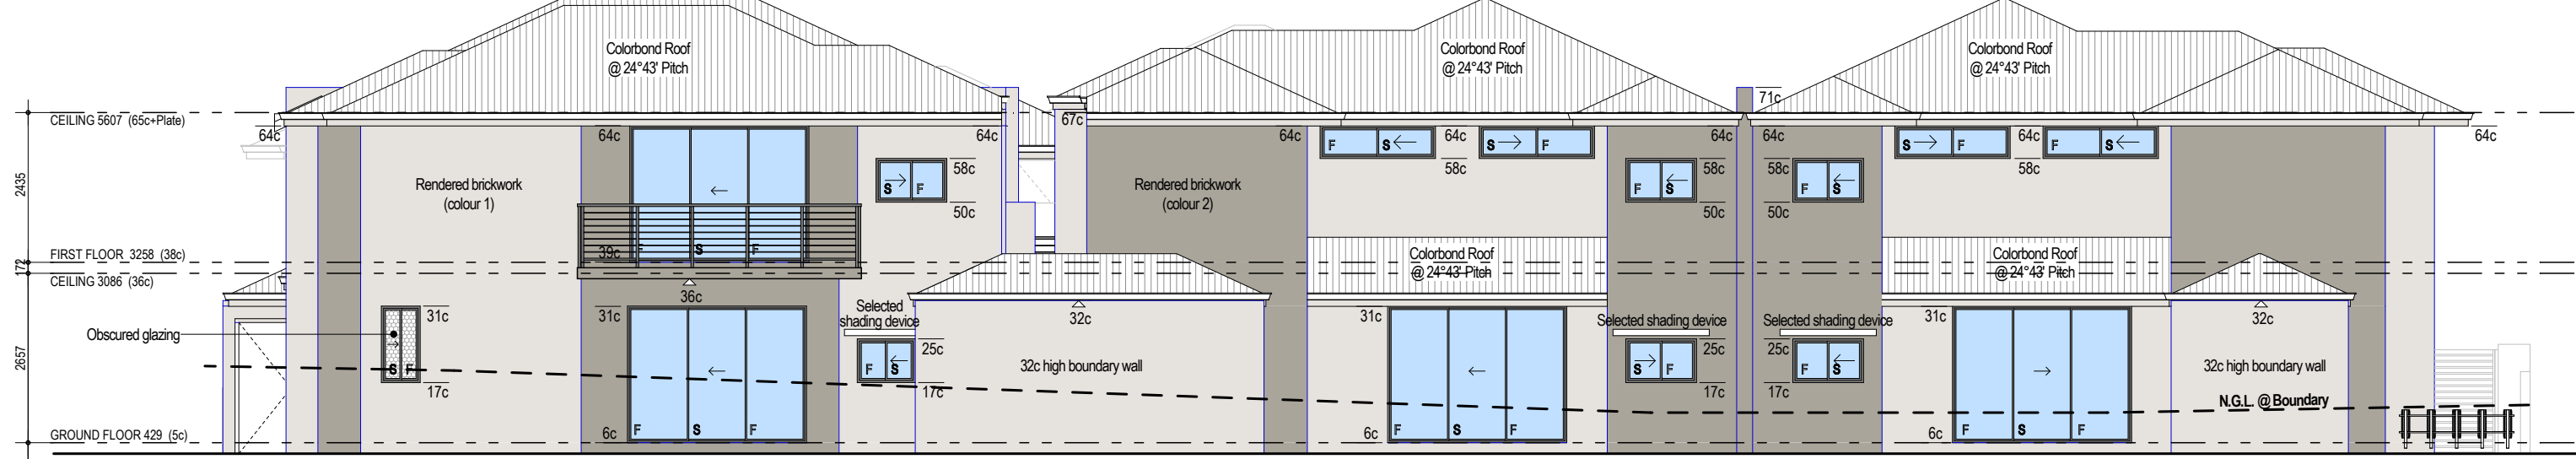 Colorbond Roof
@ 24°43' Pitch
Colorbond Roof
@ 24°43' Pitch
Colorbond Roof
@ 24°43' Pitch
71c
CEILING 5607 (65c+Plate)
67c
64c
64c
64c
64c
64c
64c
64c
64c
64c
F
S
S
F
S
F
F
S
58c
58c
58c
58c
58c
S
F
F
S
F
S
2435
Rendered brickwork
(colour 1)
Rendered brickwork
(colour 2)
50c
50c
50c
F
S
F
39c
FIRST FLOOR 3258 (38c)
172
CEILING 3086 (36c)
Colorbond Roof
@ 24°43' Pitch
Colorbond Roof
@ 24°43' Pitch
36c
31c
31c
Selected
shading device
32c
31c
Selected shading device
Selected shading device
31c
32c
Obscured glazing
2657
25c
25c
25c
S
F
F
S
S
F
F
S
32c high boundary wall
32c high boundary wall
17c
17c
17c
17c
N.G.L. @ Boundary
GROUND FLOOR 429 (5c)
6c
F
S
F
6c
F
S
F
6c
F
S
F